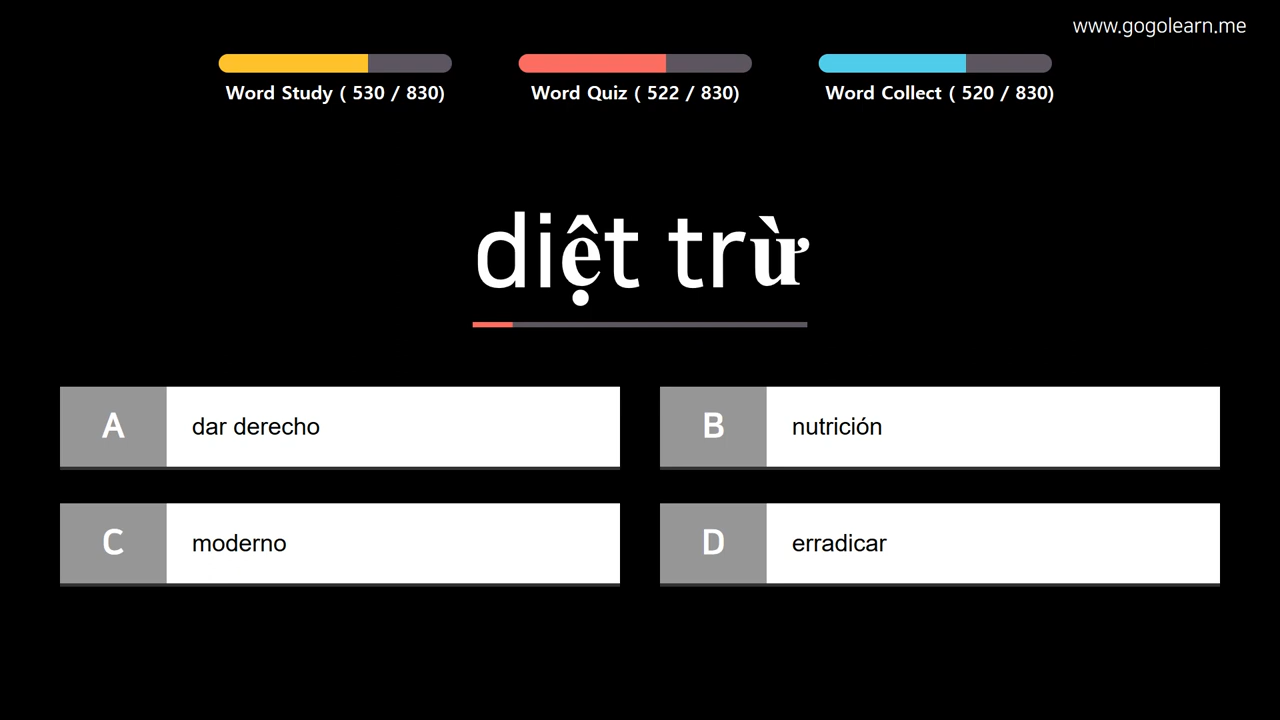 www.gogolearn.me
Word Study ( 530 / 830)
Word Quiz ( 522 / 830)
Word Collect ( 520 / 830)
diệt trừ
A dar derecho
B nutrición
C moderno
D erradicar